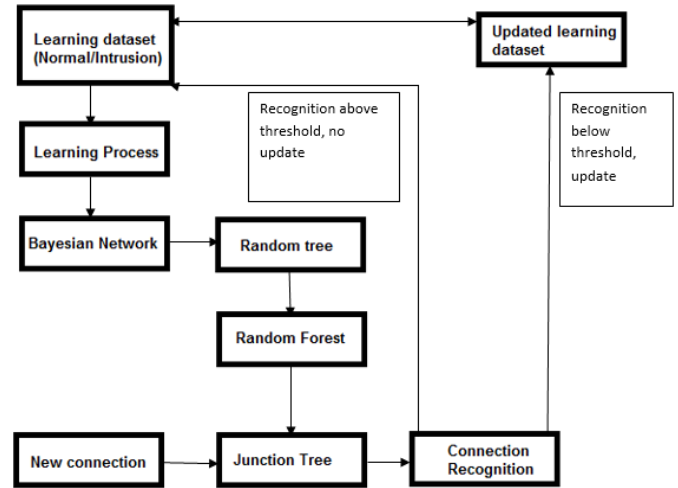 Learning dataset
(Normal/Intrusion)
Updated learning
dataset
Recognition above
threshold, no
update
Recognition
below
threshold,
update
Learning Process
Bayesian Network
Random tree
Random Forest
New connection
Junction Tree
Connection
Recognition